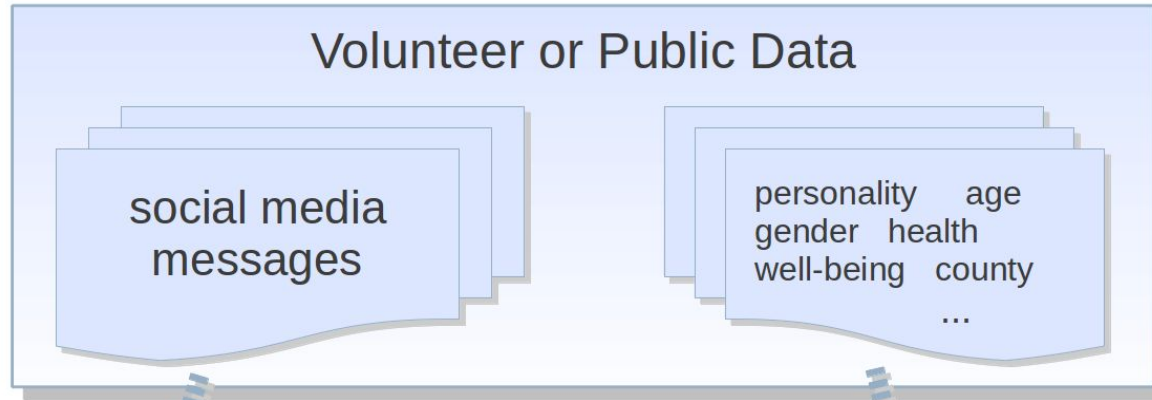 Volunteer or Public Data
social media
messages
personality age
gender health
well-being county
...